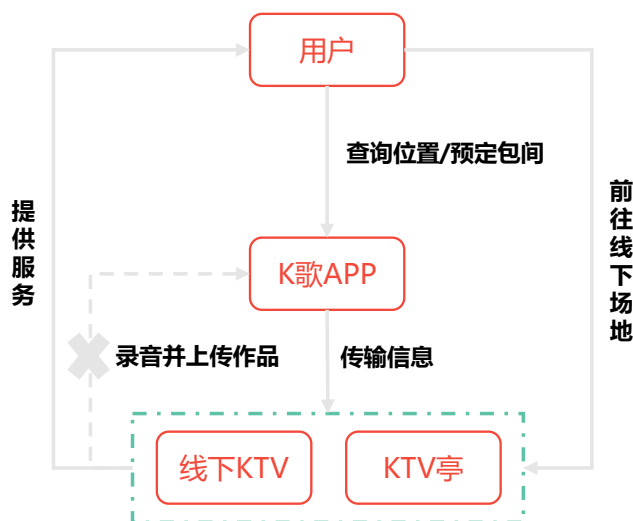 用户
查询位置/预定包间
提供服务
前往线下场地
K歌APP
录音并上传作品
传输信息
线下KTV
KTV亭